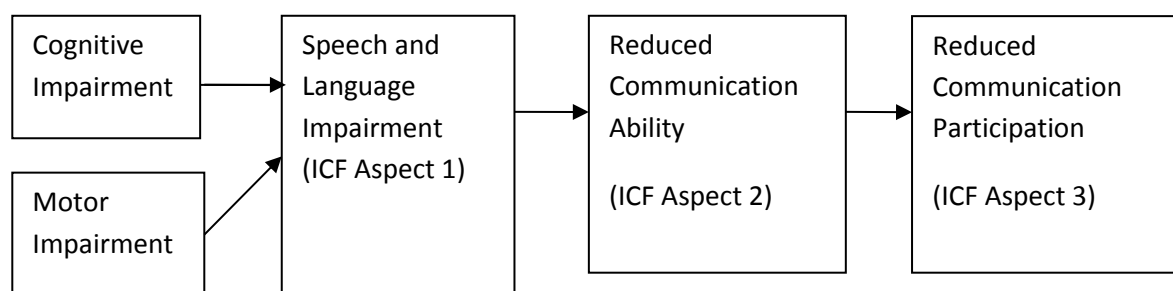 Cognitive
Impairment
Motor
Impairment
Speech and
Language
Impairment
(ICF Aspect 1)
Reduced
Communication
Ability
(ICF Aspect 2)
Reduced
Communication
Participation
(ICF Aspect 3)